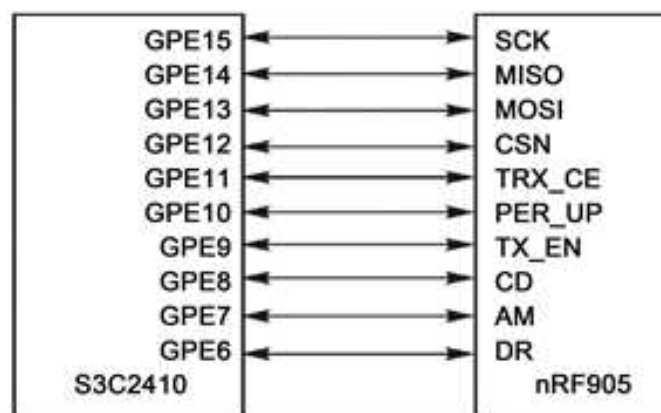 GPE15 SCK
GPE14 MISO
GPE13 MOSI
GPE12 CSN
GPE11 TRX_CE
GPE10 PER_UP
GPE9 TX_EN
GPE8 CD
GPE7 AM
GPE6 DR
S3C2410 nRF905